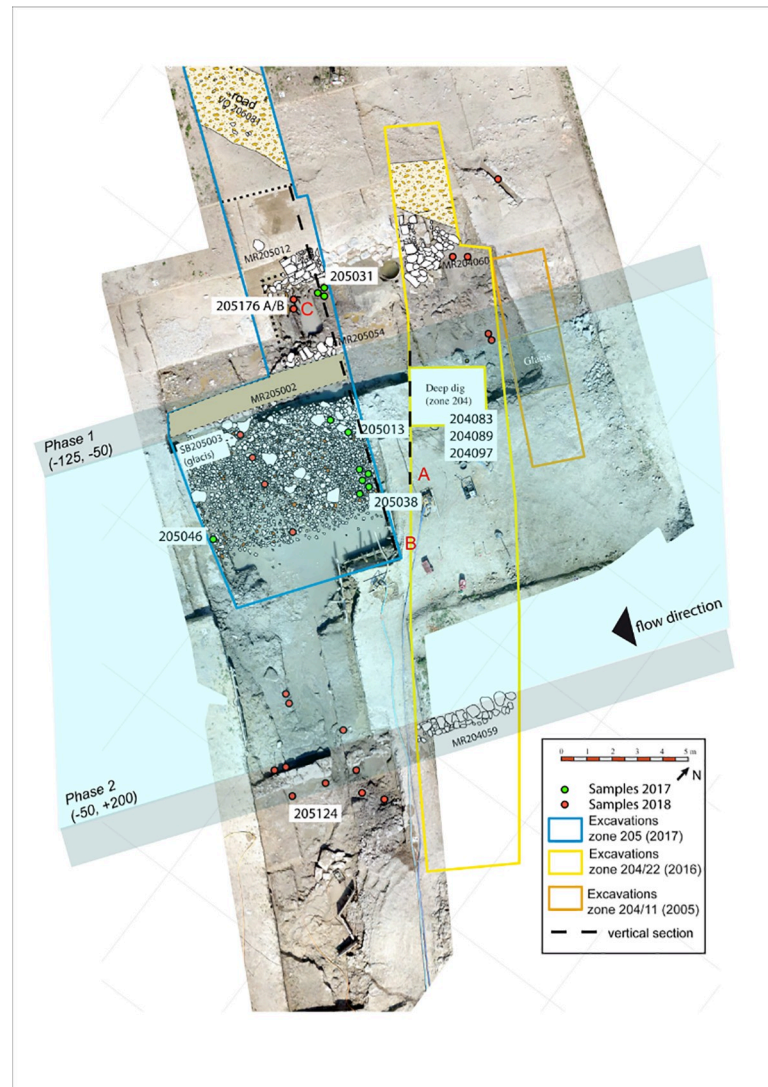 road
VO 205081
MR205012
205031
MR204060
205176 A/B
C
MR205054
Glacis
MR205002
Deep dig
(zone 204)
204083
204089
204097
Phase 1
(-125, -50)
SB205003
(glacis)
205013
A
205038
205046
B
flow direction
MR204059
Phase 2
(-50, +200)
205124
0 1 2 3 4 5 m
N
Samples 2017
Samples 2018
Excavations
zone 205 (2017)
Excavations
zone 204/22 (2016)
Excavations
zone 204/11 (2005)
vertical section